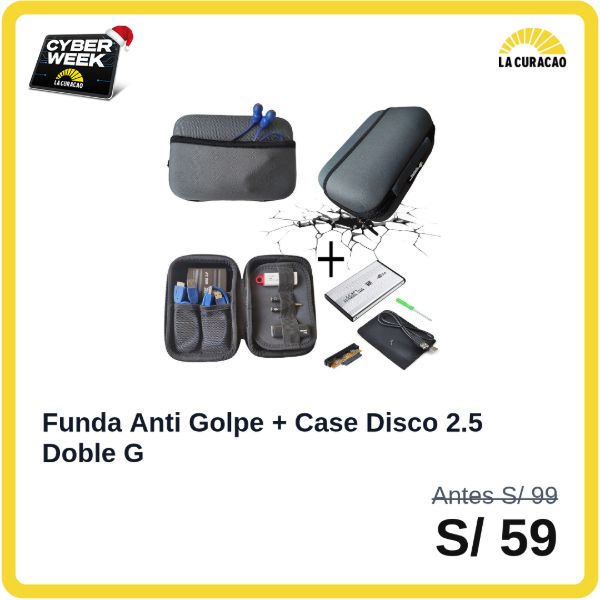 CYBER
WEEK
LA CURACAO
LA CURACAO
Funda Anti Golpe + Case Disco 2.5
Doble G
Antes S/ 99
S/ 59